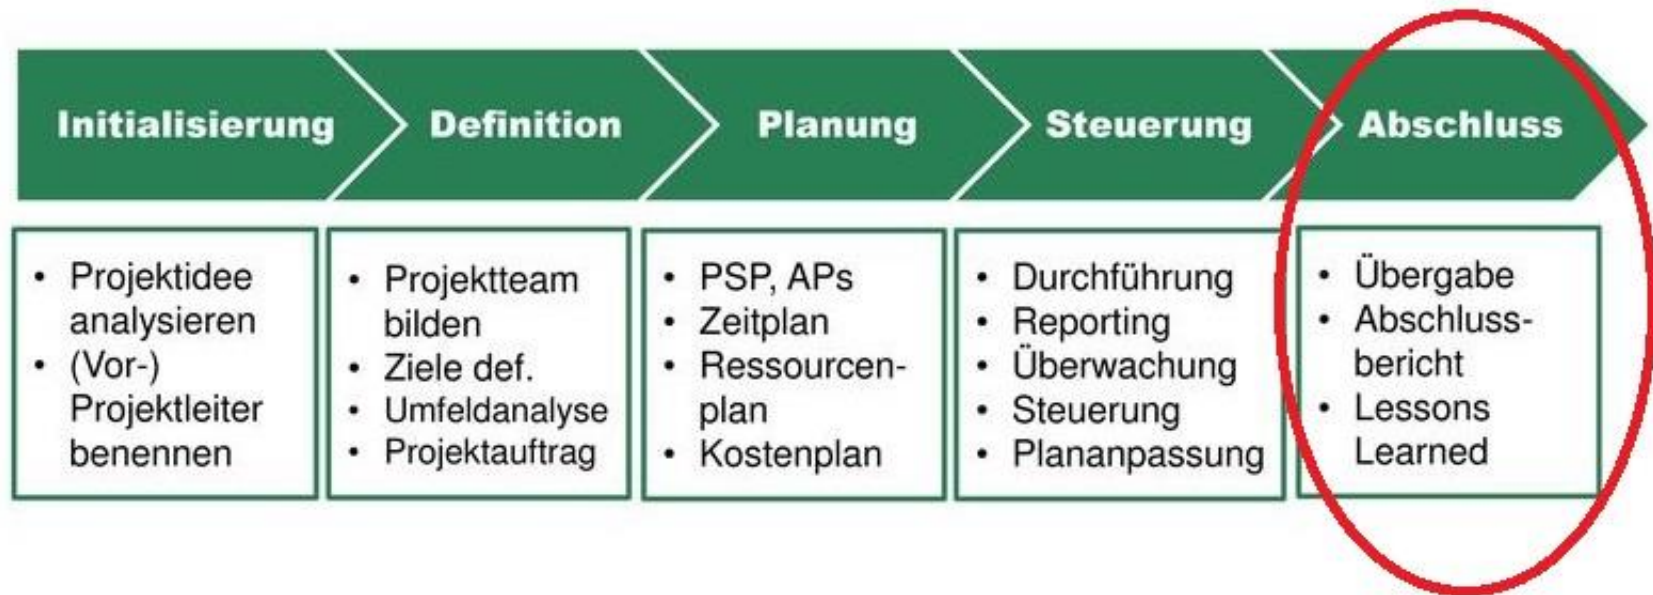 Initialisierung
Definition
Planung
Steuerung
Abschluss
• Projektidee
analysieren
• (Vor-)
Projektleiter
benennen
• Projektteam
bilden
• Ziele def.
• Umfeldanalyse
• Projektauftrag
• PSP, APs
• Zeitplan
• Ressourcen-
plan
• Kostenplan
• Durchführung
• Reporting
• Überwachung
• Steuerung
• Plananpassung
• Übergabe
• Abschluss-
bericht
• Lessons
Learned